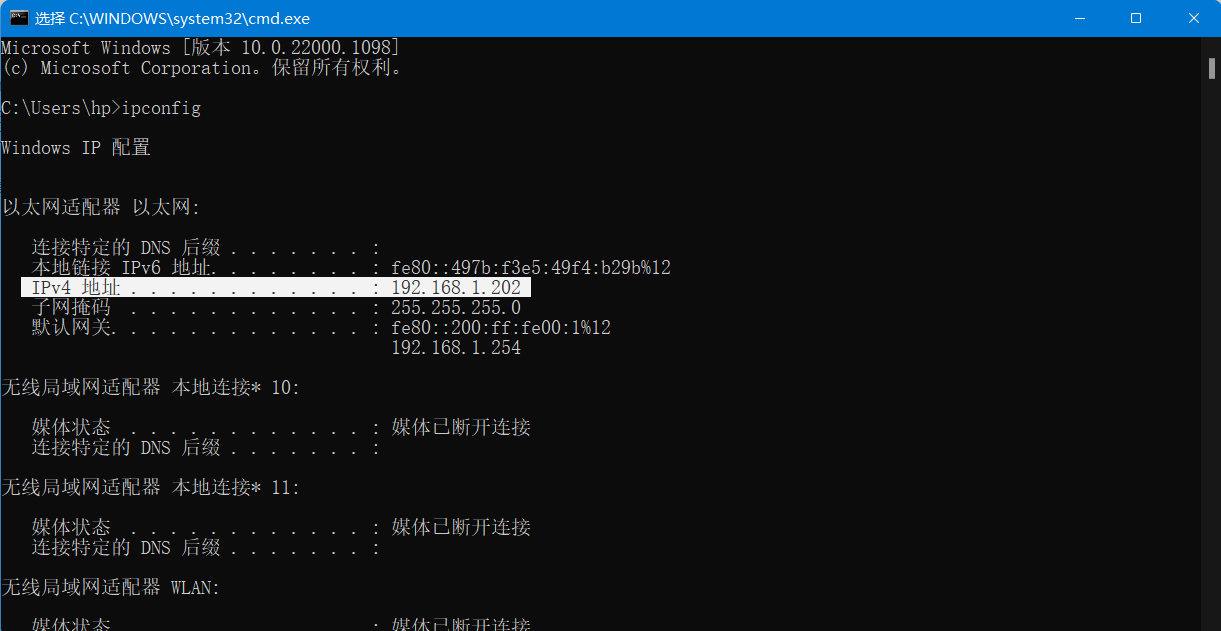 选择 C:\WINDOWS\system32\cmd.exe
Microsoft Windows [版本 10.0.22000.1098]
(c) Microsoft Corporation。保留所有权利。
C:\Users\hp>ipconfig
Windows IP 配置
以太网适配器 以太网:
连接特定的 DNS 后缀 . . . . . . . :
本地链接 IPv6 地址. . . . . . . . : fe80::497b:f3e5:49f4:b29b%12
IPv4 地址 . . . . . . . . . . . . : 192.168.1.202
子网掩码  . . . . . . . . . . . . : 255.255.255.0
默认网关. . . . . . . . . . . . . : fe80::200:ff:fe00:1%12
192.168.1.254
无线局域网适配器 本地连接* 10:
媒体状态  . . . . . . . . . . . . : 媒体已断开连接
连接特定的 DNS 后缀 . . . . . . . :
无线局域网适配器 本地连接* 11:
媒体状态  . . . . . . . . . . . . : 媒体已断开连接
连接特定的 DNS 后缀 . . . . . . . :
无线局域网适配器 WLAN:
媒体状态  . . . . . . . . . . . . : 媒体已断开连接